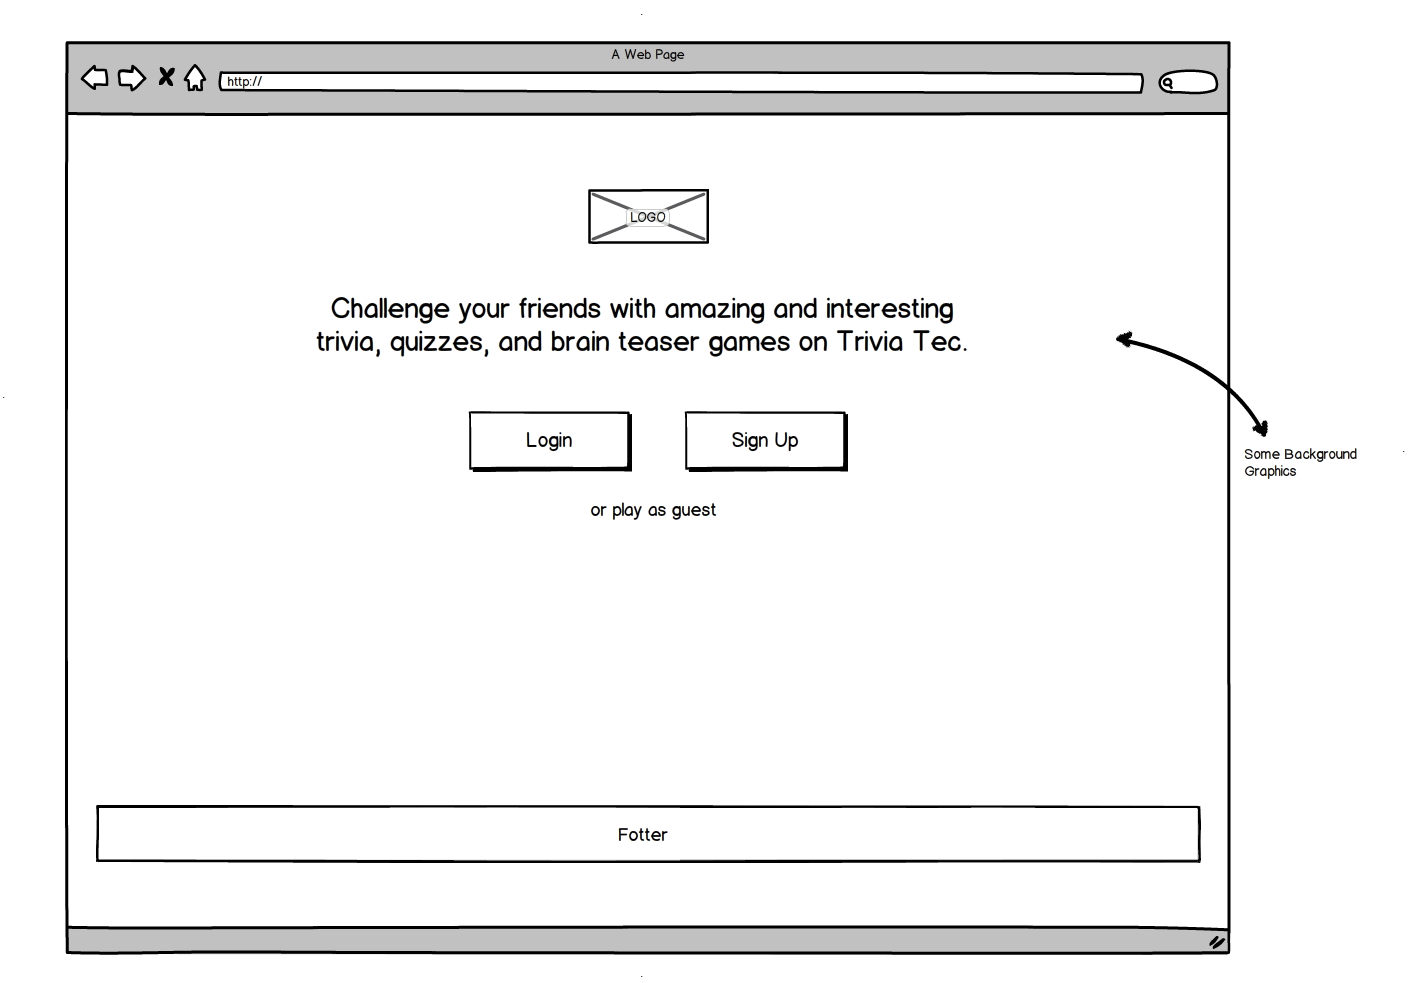 A Web Page
http://
LOGO
Challenge your friends with amazing and interesting
trivia, quizzes, and brain teaser games on Trivia Tec.
Login
Sign Up
Some Background
Graphics
or play as guest
Fotter